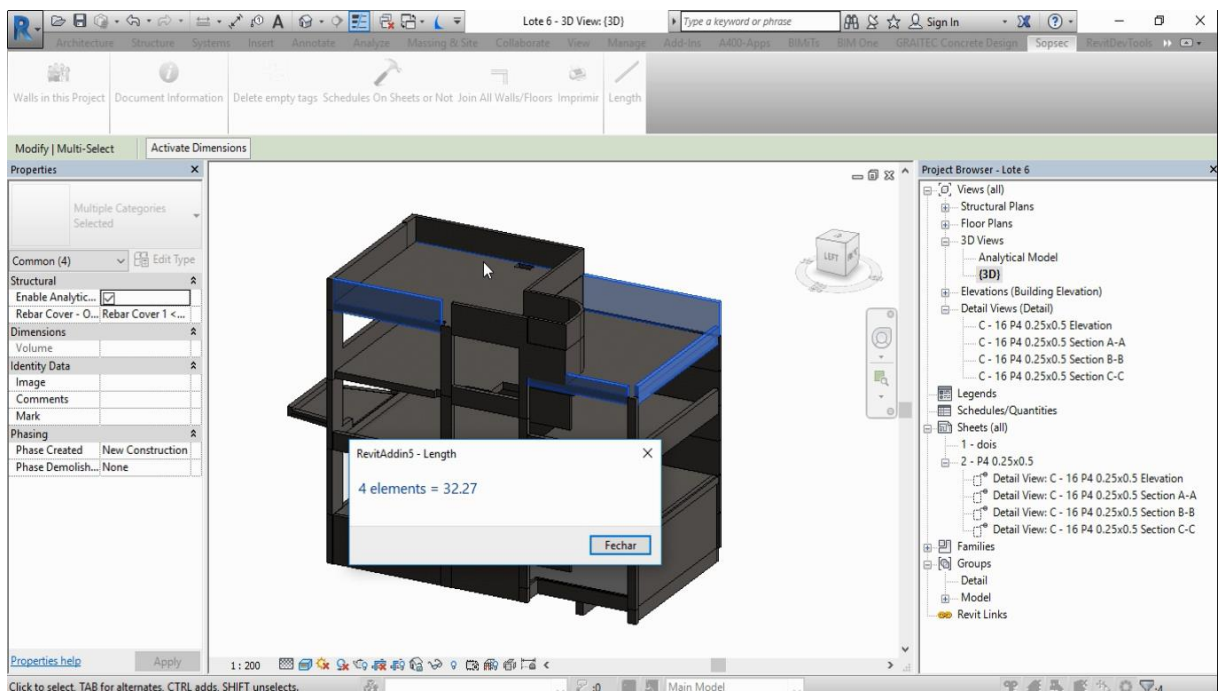 Lote 6 - 3D View: {3D}
Type a keyword or phrase
Sign In
Architecture Structure Systems Insert Annotate Analyze Massing & Site Collaborate View Manage Add-Ins A400-Apps BIMiTs BIM One GRAITEC Concrete Design Sopsec RevitDevTools
Walls in this Project Document Information Delete empty tags Schedules On Sheets or Not Join All Walls/Floors Imprimir Length
Modify | Multi-Select Activate Dimensions
Properties
Multiple Categories
Selected
Common (4) Edit Type
Structural
Enable Analytic...
Rebar Cover - O... Rebar Cover 1 <...
Dimensions
Volume
Identity Data
Image
Comments
Mark
Phasing
Phase Created New Construction
Phase Demolish... None
Properties help Apply
LEFT
RevitAddin5 - Length
4 elements = 32.27
Fechar
Project Browser - Lote 6
Views (all)
Structural Plans
Floor Plans
3D Views
Analytical Model
{3D}
Elevations (Building Elevation)
Detail Views (Detail)
C - 16 P4 0.25x0.5 Elevation
C - 16 P4 0.25x0.5 Section A-A
C - 16 P4 0.25x0.5 Section B-B
C - 16 P4 0.25x0.5 Section C-C
Legends
Schedules/Quantities
Sheets (all)
1 - dois
2 - P4 0.25x0.5
Detail View: C - 16 P4 0.25x0.5 Elevation
Detail View: C - 16 P4 0.25x0.5 Section A-A
Detail View: C - 16 P4 0.25x0.5 Section B-B
Detail View: C - 16 P4 0.25x0.5 Section C-C
Families
Groups
Detail
Model
Revit Links
1 : 200
Click to select, TAB for alternates, CTRL adds, SHIFT unselects. :0 Main Model